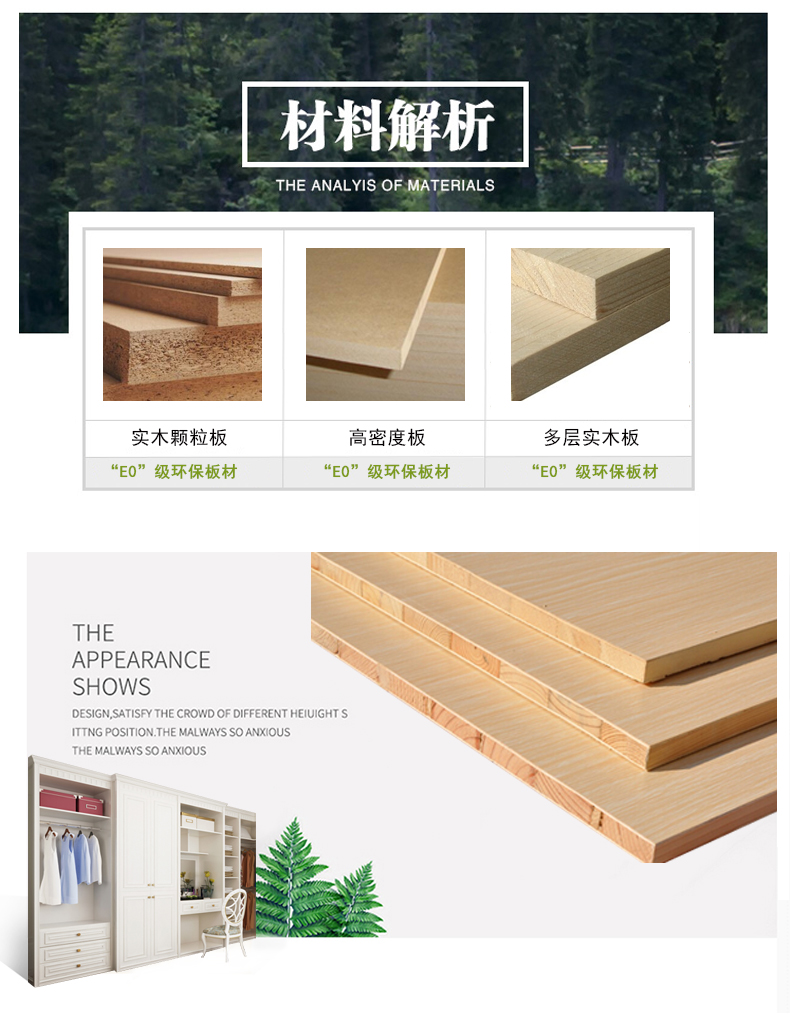 材料解析
THE ANALYIS OF MATERIALS
实木颗粒板
高密度板
多层实木板
“E0”级环保板材
“E0”级环保板材
“E0”级环保板材
THE
APPEARANCE
SHOWS
DESIGN,SATISFY THE CROWD OF DIFFERENT HEIUIGHT S
ITTNG POSITION.THE MALWAYS SO ANXIOUS
THE MALWAYS SO ANXIOUS